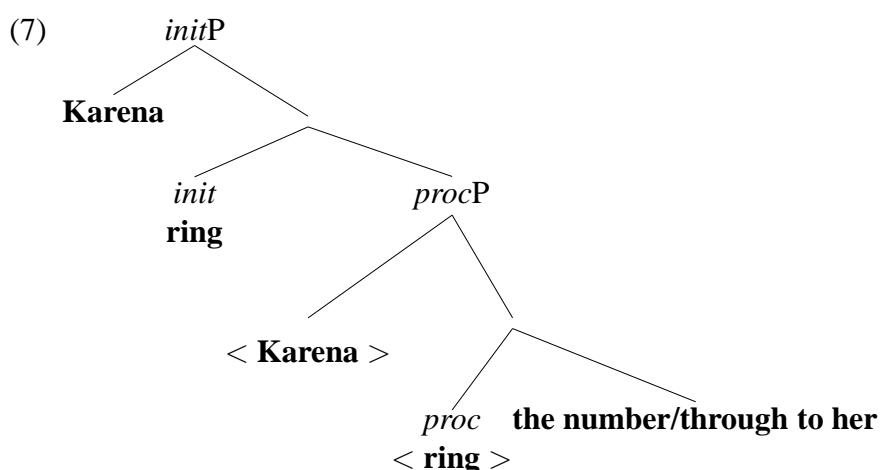 (7) initP
Karena
init procP
ring
< Karena >
proc the number/through to her
< ring >